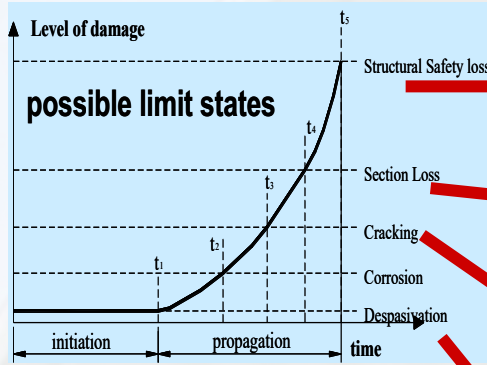 t5
Level of damage
Structural Safety loss
possible limit states
t4
Section Loss
t3
Cracking
t2
t1
Corrosion
Despasivation
initiation
propagation
time